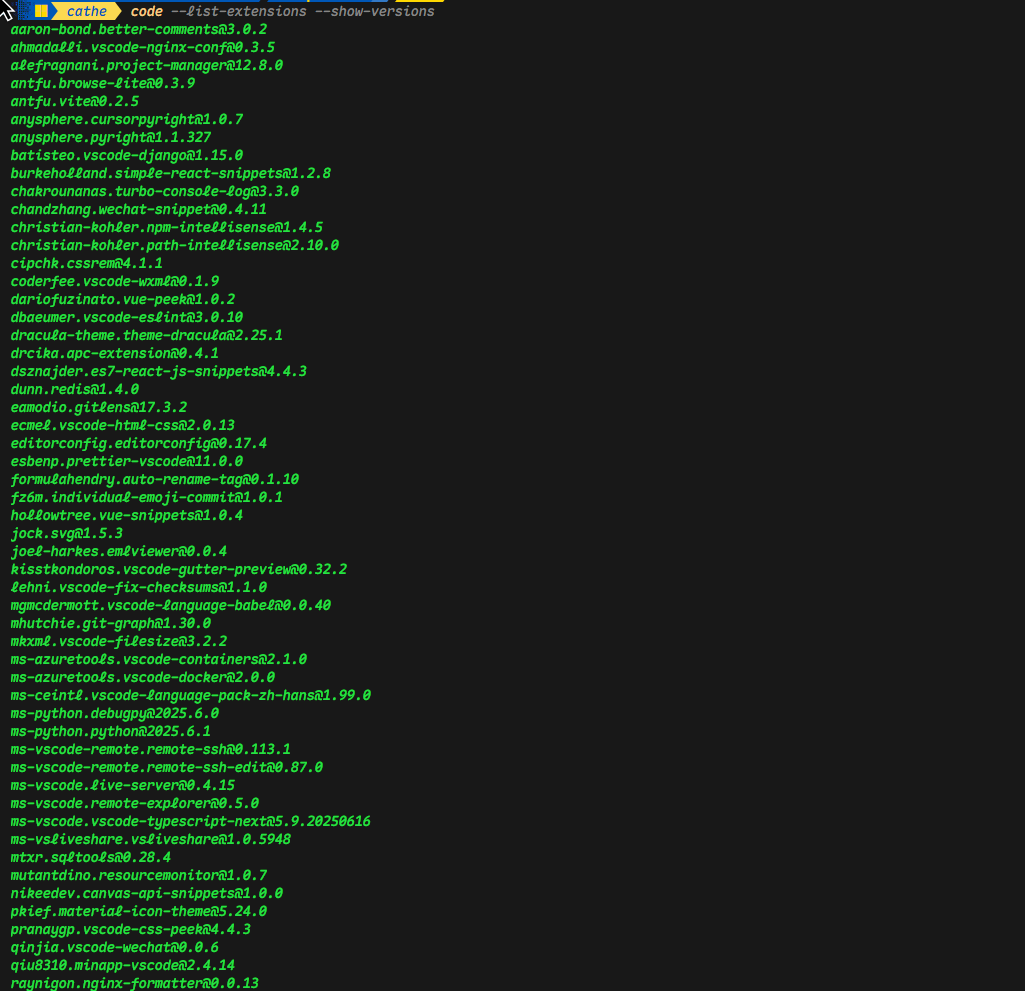 cathe code --list-extensions --show-versions
aaron-bond.better-comments@3.0.2
ahmadalli.vscode-nginx-conf@0.3.5
alefragnani.project-manager@12.8.0
antfu.browse-lite@0.3.9
antfu.vite@0.2.5
anysphere.cursorpyright@1.0.7
anysphere.pyright@1.1.327
batisteo.vscode-django@1.15.0
burkeholland.simple-react-snippets@1.2.8
chakrounanas.turbo-console-log@3.3.0
chandzhang.wechat-snippet@0.4.11
christian-kohler.npm-intellisense@1.4.5
christian-kohler.path-intellisense@2.10.0
cipchk.cssrem@4.1.1
coderfee.vscode-wxml@0.1.9
dariofuzinato.vue-peek@1.0.2
dbaeumer.vscode-eslint@3.0.10
dracula-theme.theme-dracula@2.25.1
drcika.apc-extension@0.4.1
dsznajder.es7-react-js-snippets@4.4.3
dunn.redis@1.4.0
eamodio.gitlens@17.3.2
ecmel.vscode-html-css@2.0.13
editorconfig.editorconfig@0.17.4
esbenp.prettier-vscode@11.0.0
formulahendry.auto-rename-tag@0.1.10
fz6m.individual-emoji-commit@1.0.1
hollowtree.vue-snippets@1.0.4
jock.svg@1.5.3
joel-harkes.emlviewer@0.0.4
kisstkondoros.vscode-gutter-preview@0.32.2
lehni.vscode-fix-checksums@1.1.0
mgmcdermott.vscode-language-babel@0.0.40
mhutchie.git-graph@1.30.0
mkxml.vscode-filesize@3.2.2
ms-azuretools.vscode-containers@2.1.0
ms-azuretools.vscode-docker@2.0.0
ms-ceintl.vscode-language-pack-zh-hans@1.99.0
ms-python.debugpy@2025.6.0
ms-python.python@2025.6.1
ms-vscode-remote.remote-ssh@0.113.1
ms-vscode-remote.remote-ssh-edit@0.87.0
ms-vscode.live-server@0.4.15
ms-vscode.remote-explorer@0.5.0
ms-vscode.vscode-typescript-next@5.9.20250616
ms-vsliveshare.vsliveshare@1.0.5948
mtxr.sqltools@0.28.4
mutantdino.resourcemonitor@1.0.7
nikeedev.canvas-api-snippets@1.0.0
pkief.material-icon-theme@5.24.0
pranaygp.vscode-css-peek@4.4.3
qinjia.vscode-wechat@0.0.6
qiu8310.minapp-vscode@2.4.14
raynigon.nginx-formatter@0.0.13